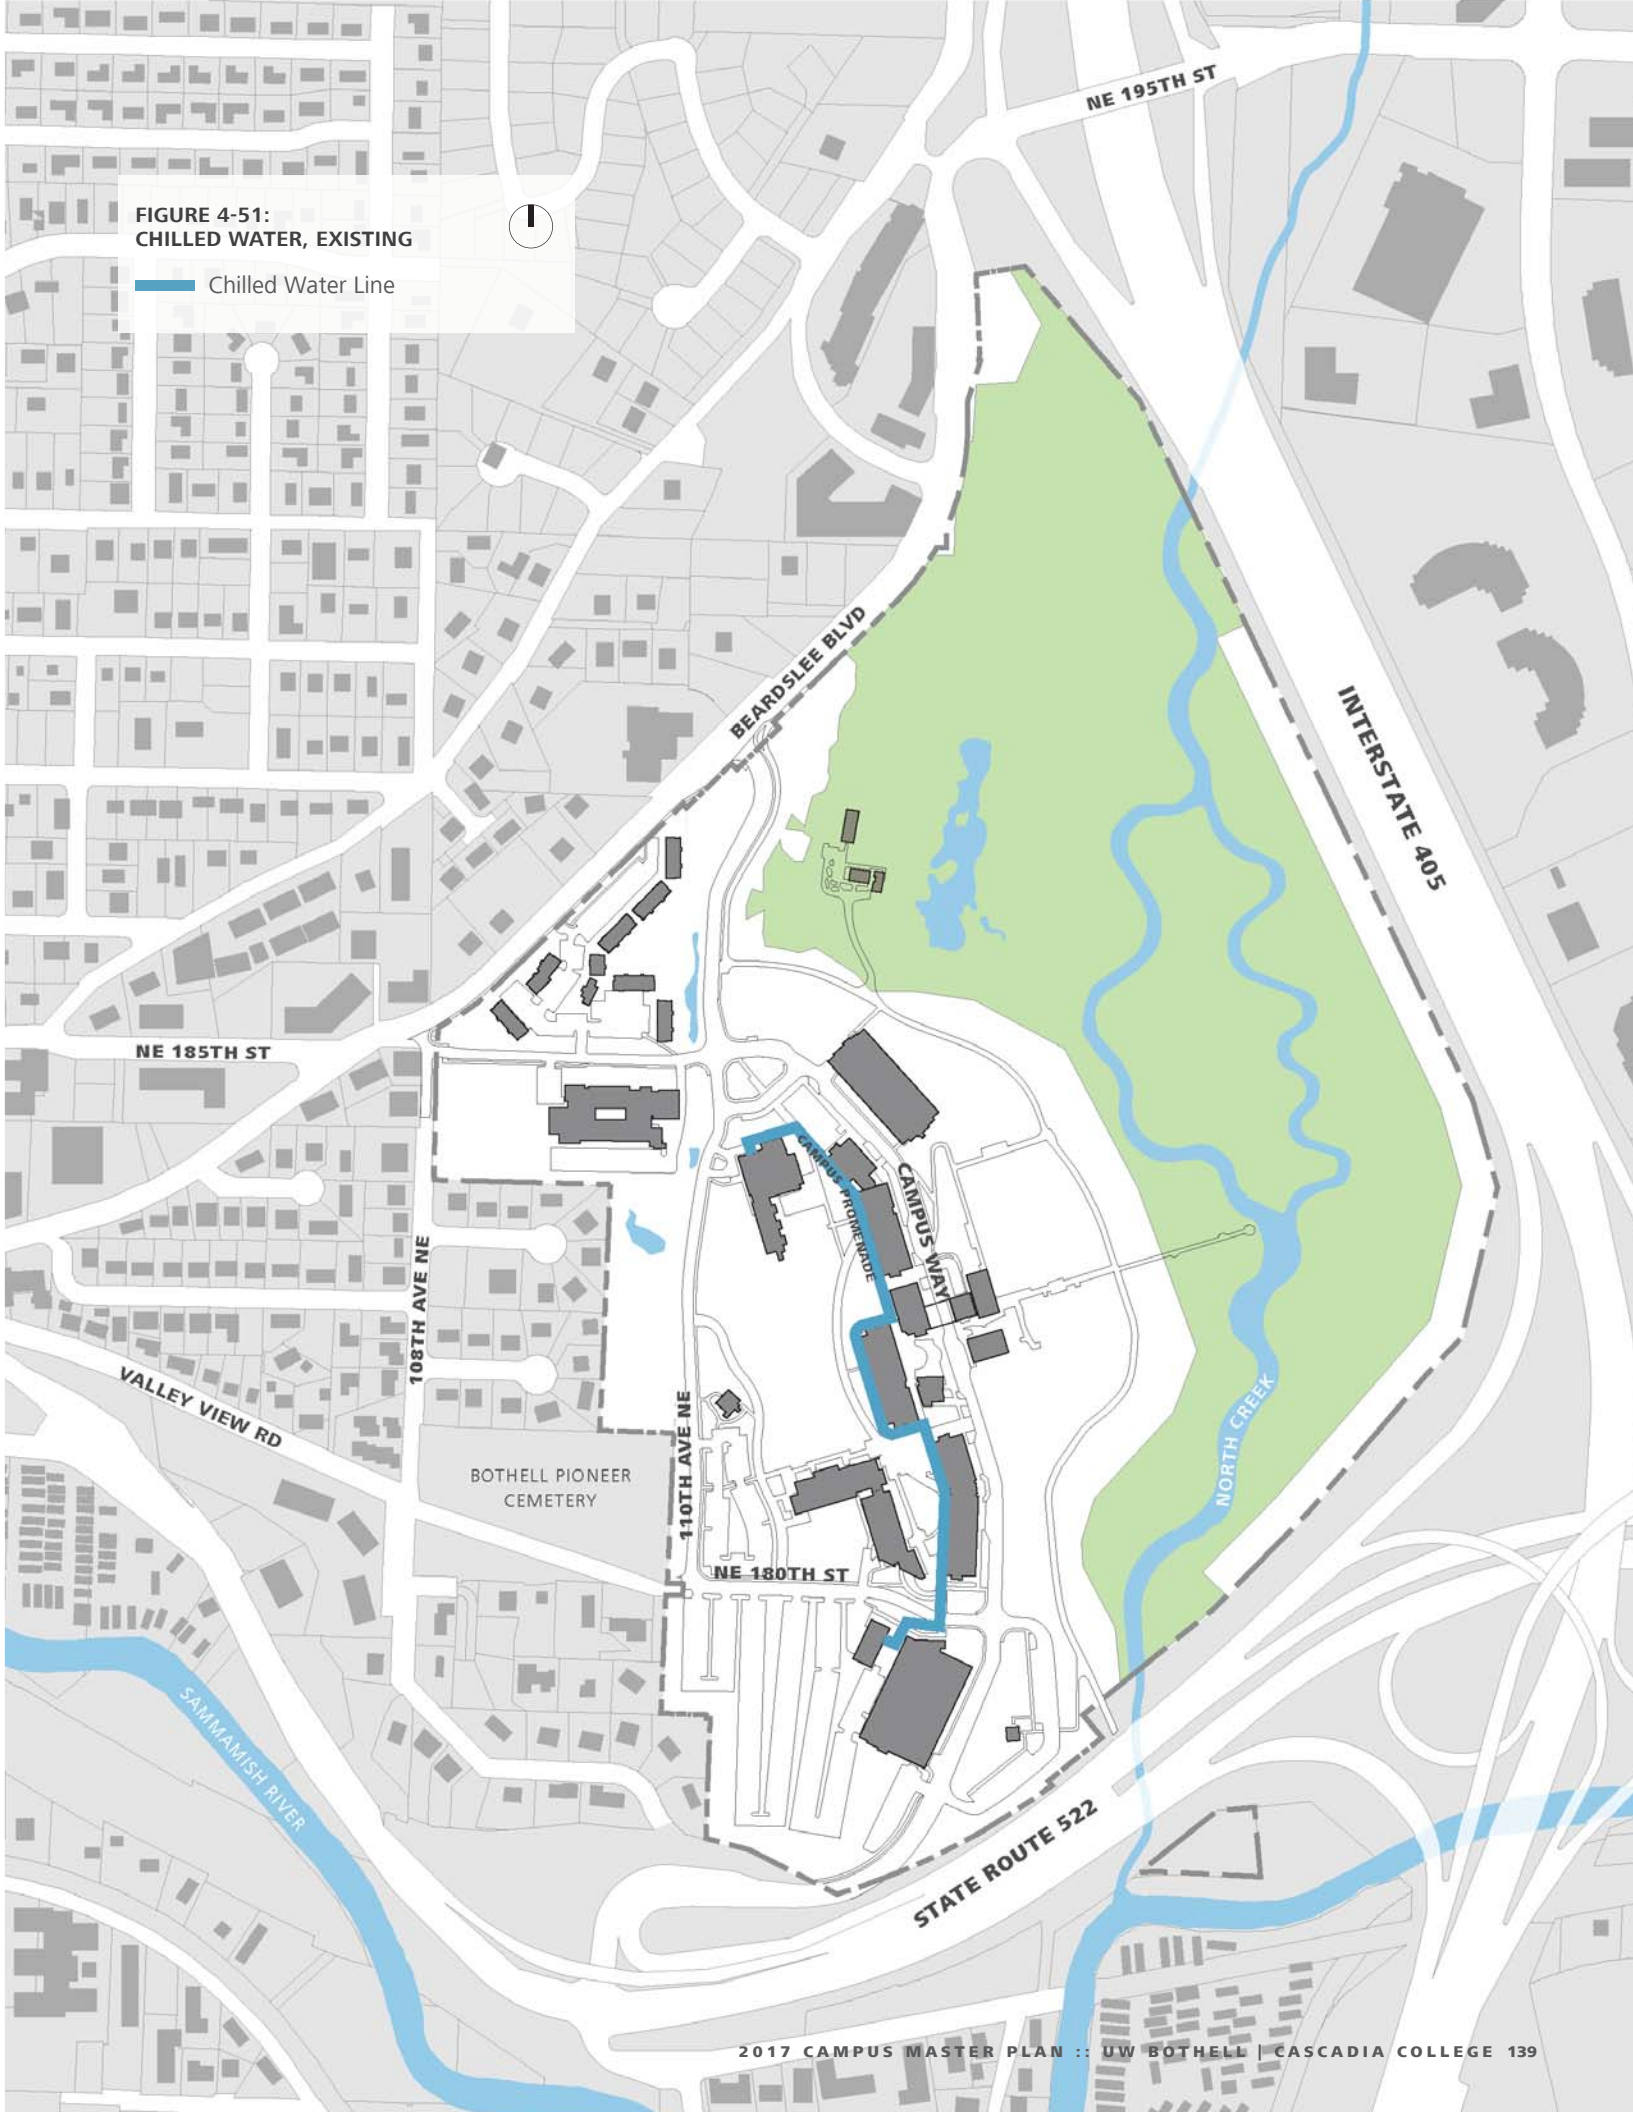 NE 195TH ST
FIGURE 4-51:
CHILLED WATER, EXISTING
Chilled Water Line
BEARDSLEE BLVD
INTERSTATE 405
NE 185TH ST
CAMPUS PROMENADE
CAMPUS WAY
108TH AVE NE
VALLEY VIEW RD
110TH AVE NE
NORTH CREEK
BOTHELL PIONEER
CEMETERY
NE 180TH ST
SAMMAMISH RIVER
STATE ROUTE 522
2017 CAMPUS MASTER PLAN :: UW BOTHELL | CASCADIA COLLEGE 139